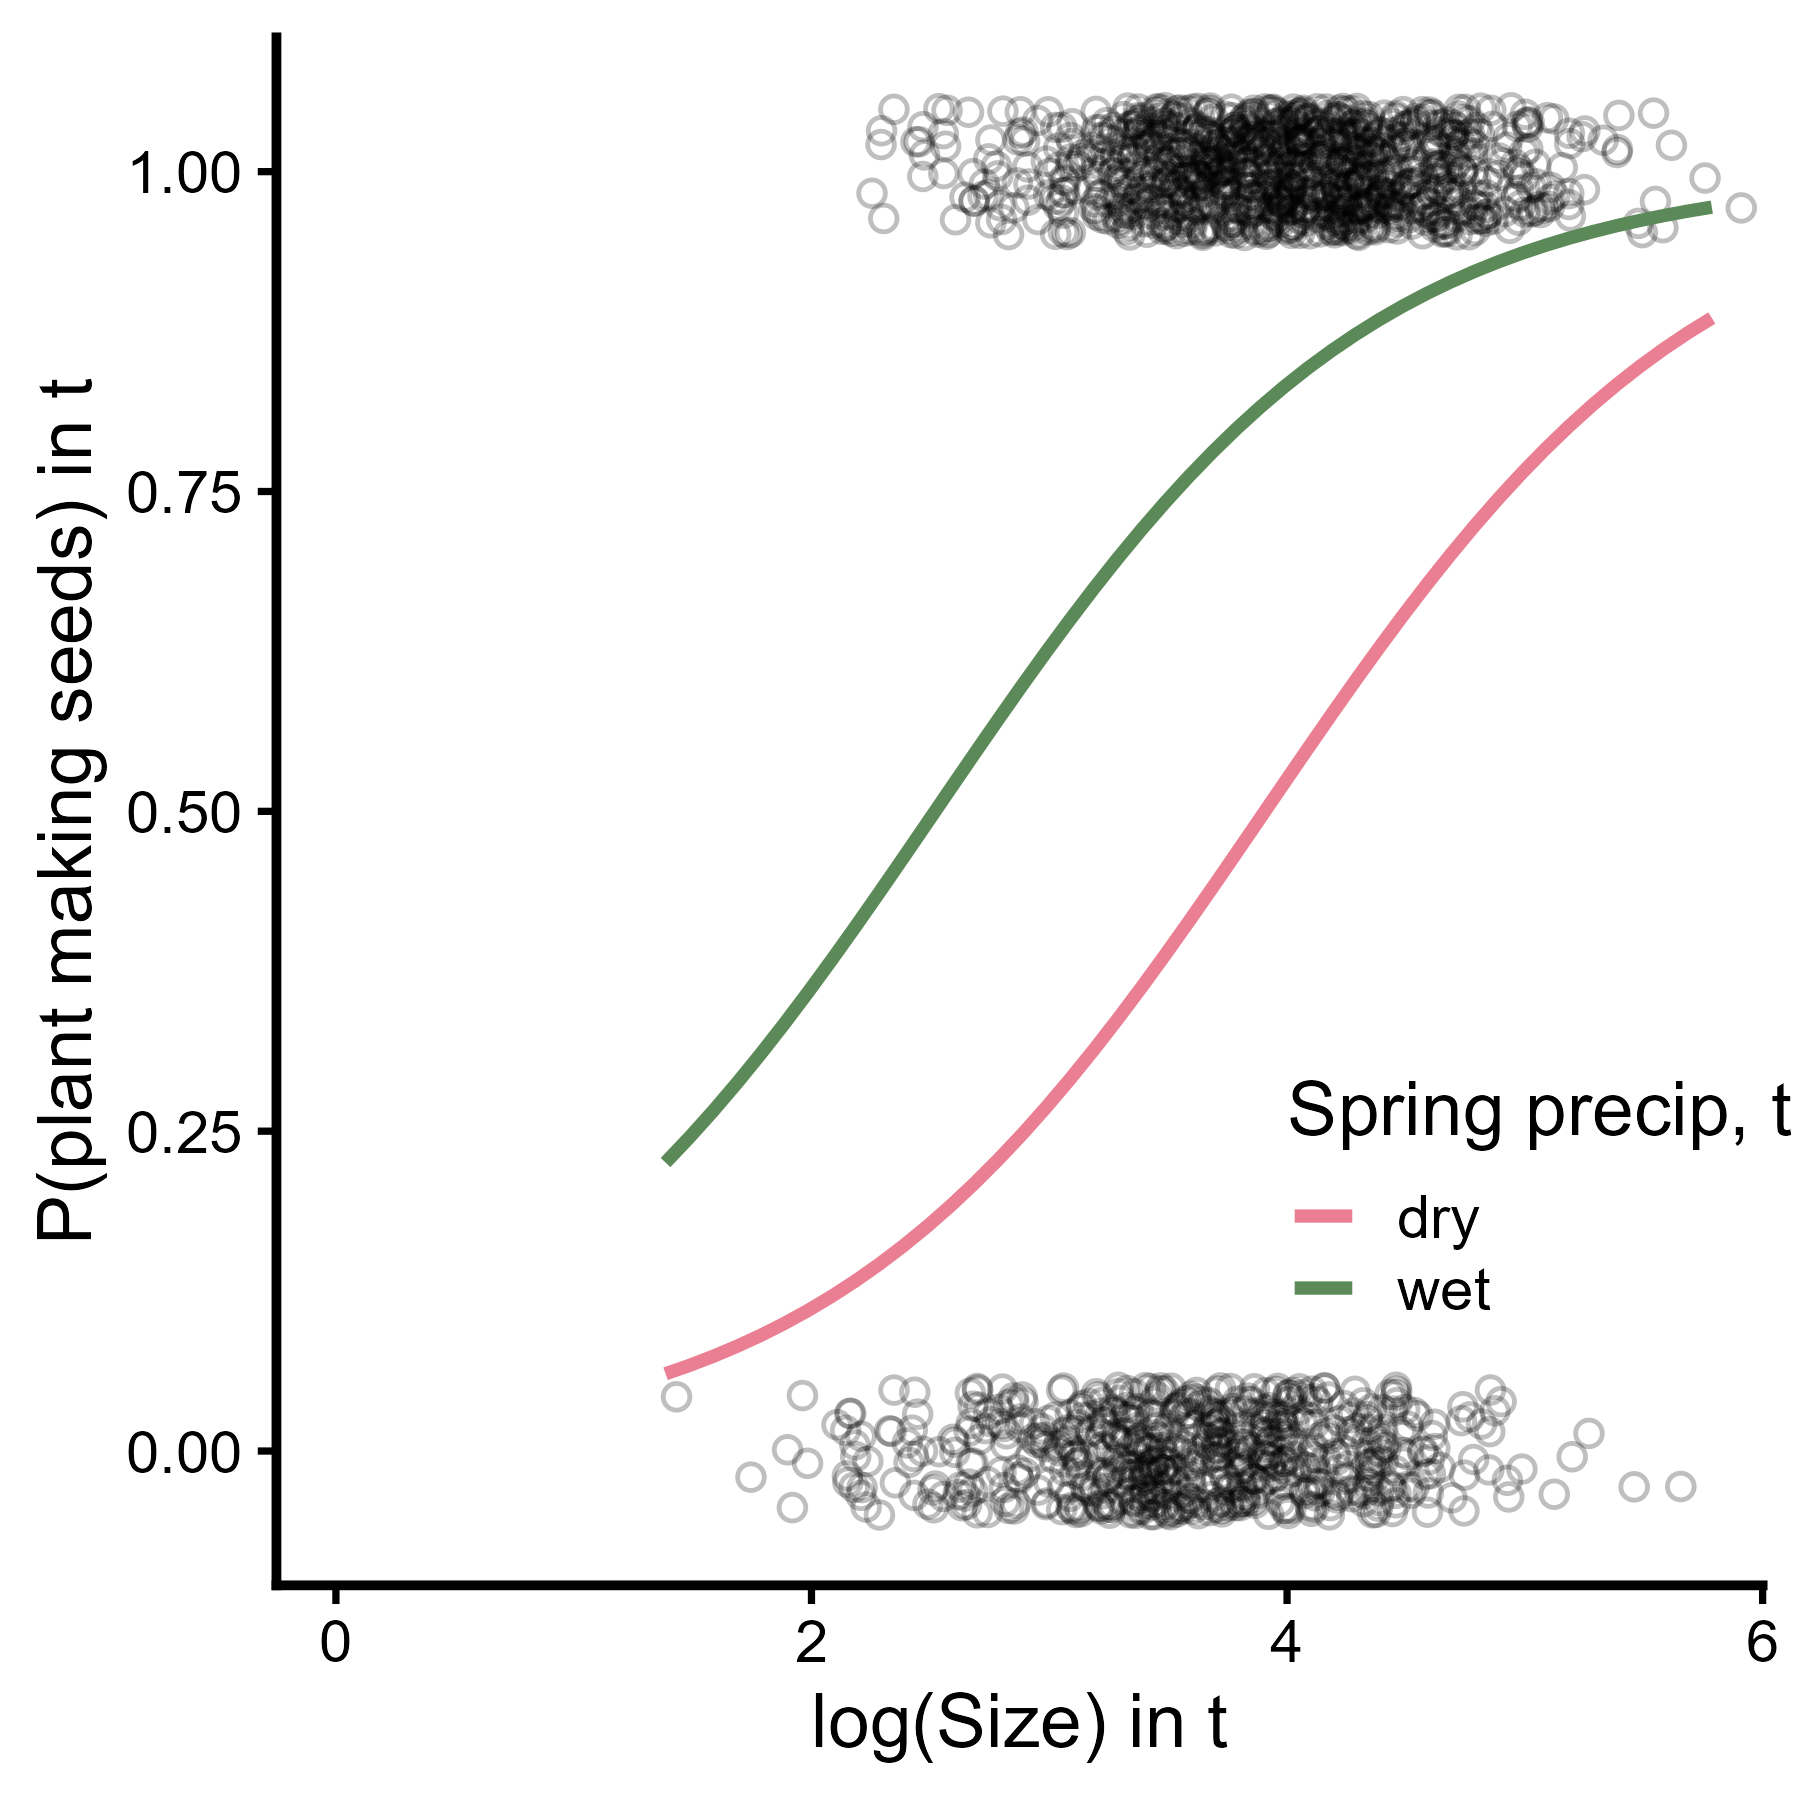 P(plant making seeds) in t
1.00
0.75
0.50
0.25
0.00
Spring precip, t
dry
wet
0 2 4 6
log(Size) in t